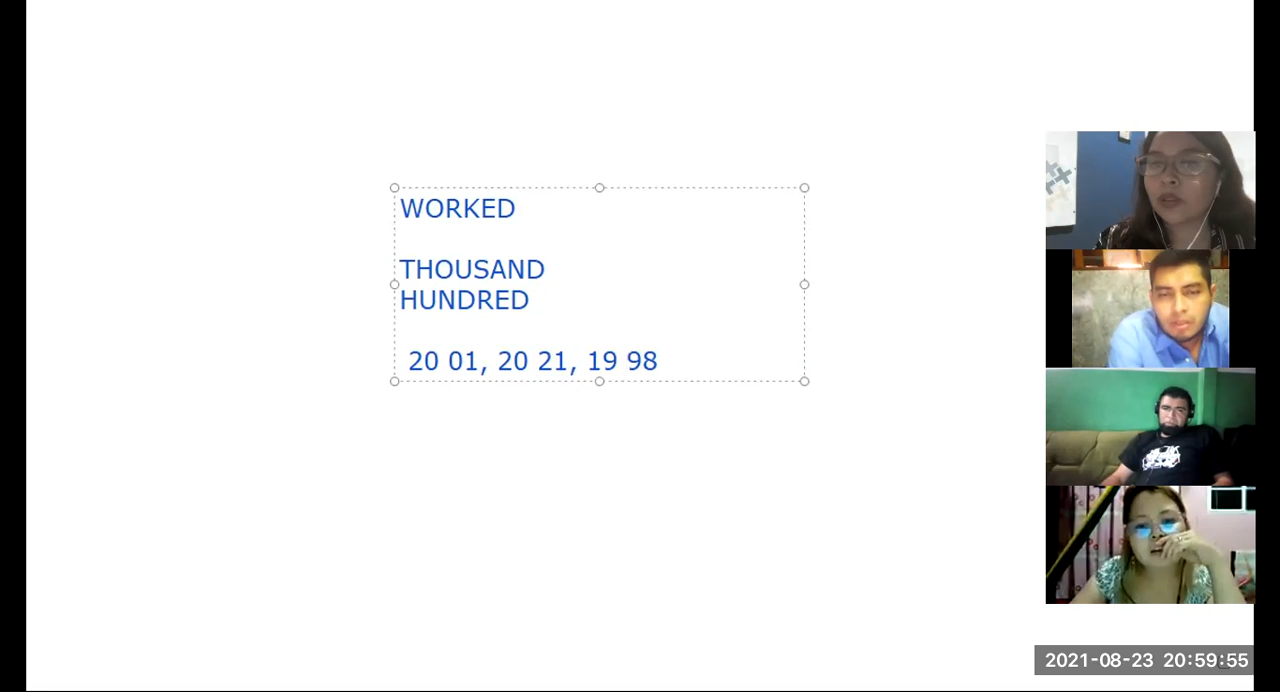 WORKED
THOUSAND
HUNDRED
20 01, 20 21, 19 98
2021-08-23 20:59:55